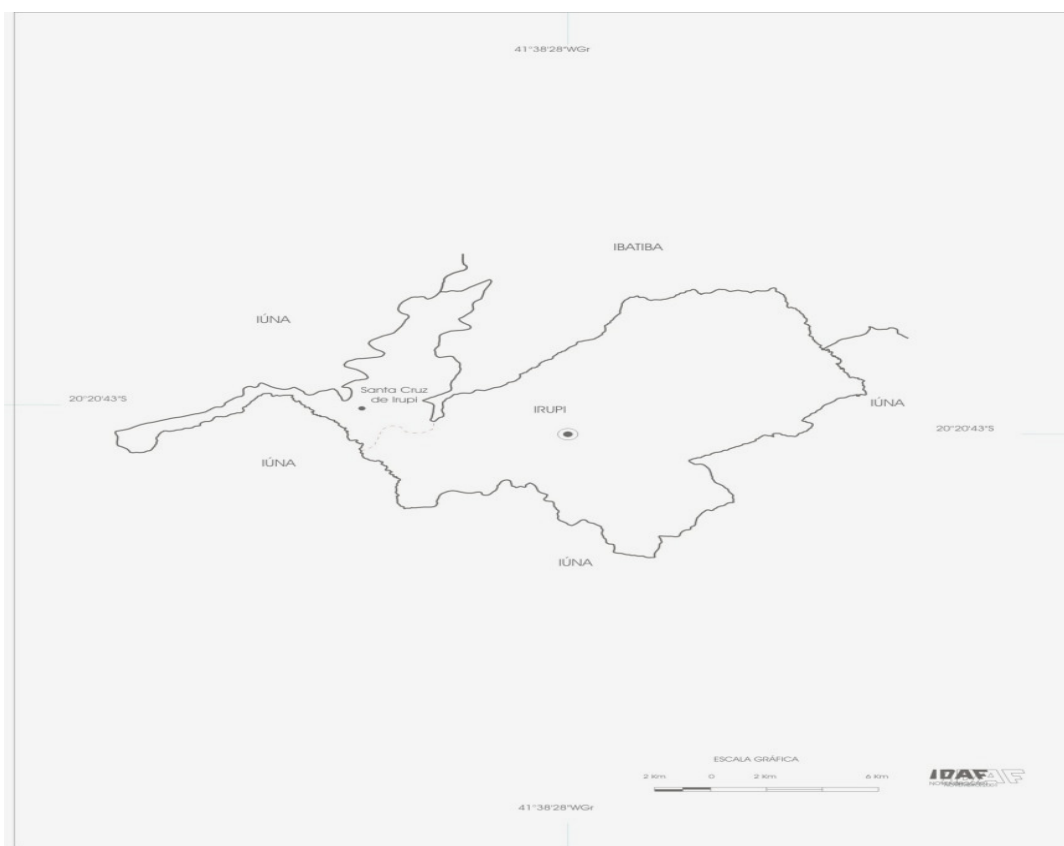 41°38'28"WGr
IBATIBA
IÚNA
Santa Cruz
de Irupi
20°20'43"S
IRUPI
IÚNA
20°20'43"S
IÚNA
IÚNA
ESCALA GRÁFICA
2 Km 0 2 Km 6 Km
IDAF
41°38'28"WGr